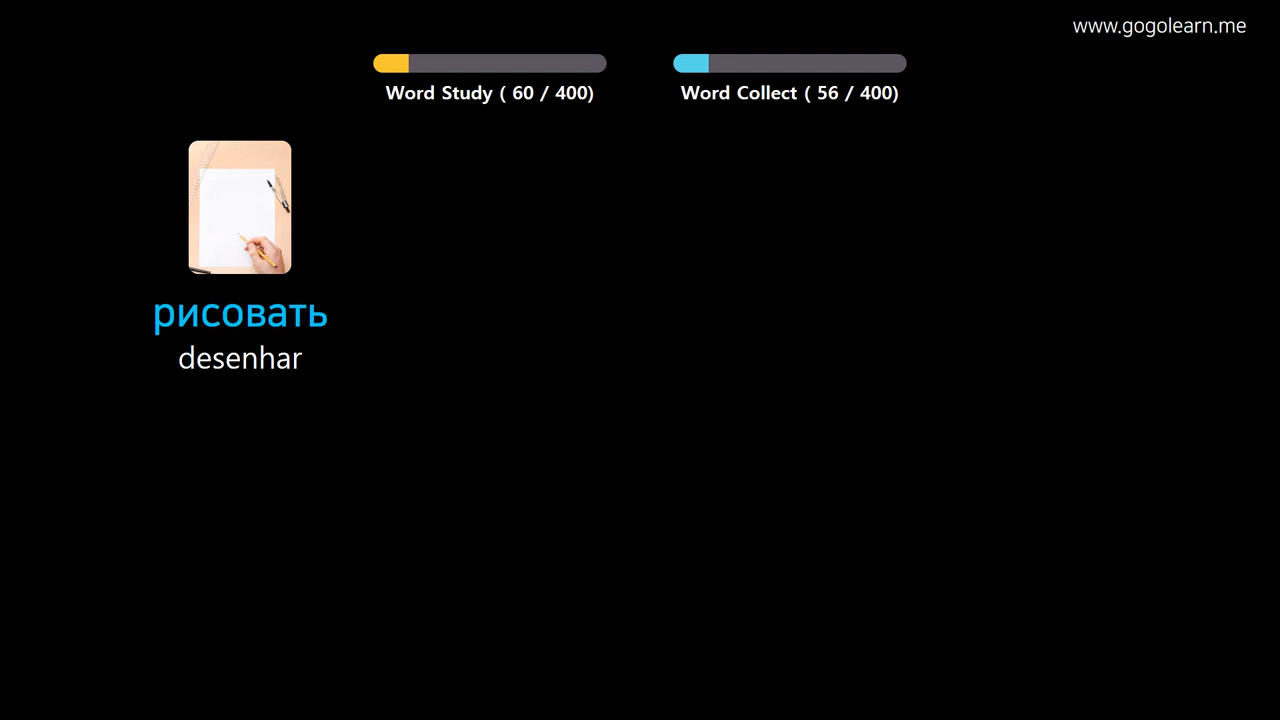 www.gogolearn.me
Word Study ( 60 / 400)
Word Collect ( 56 / 400)
рисовать
desenhar